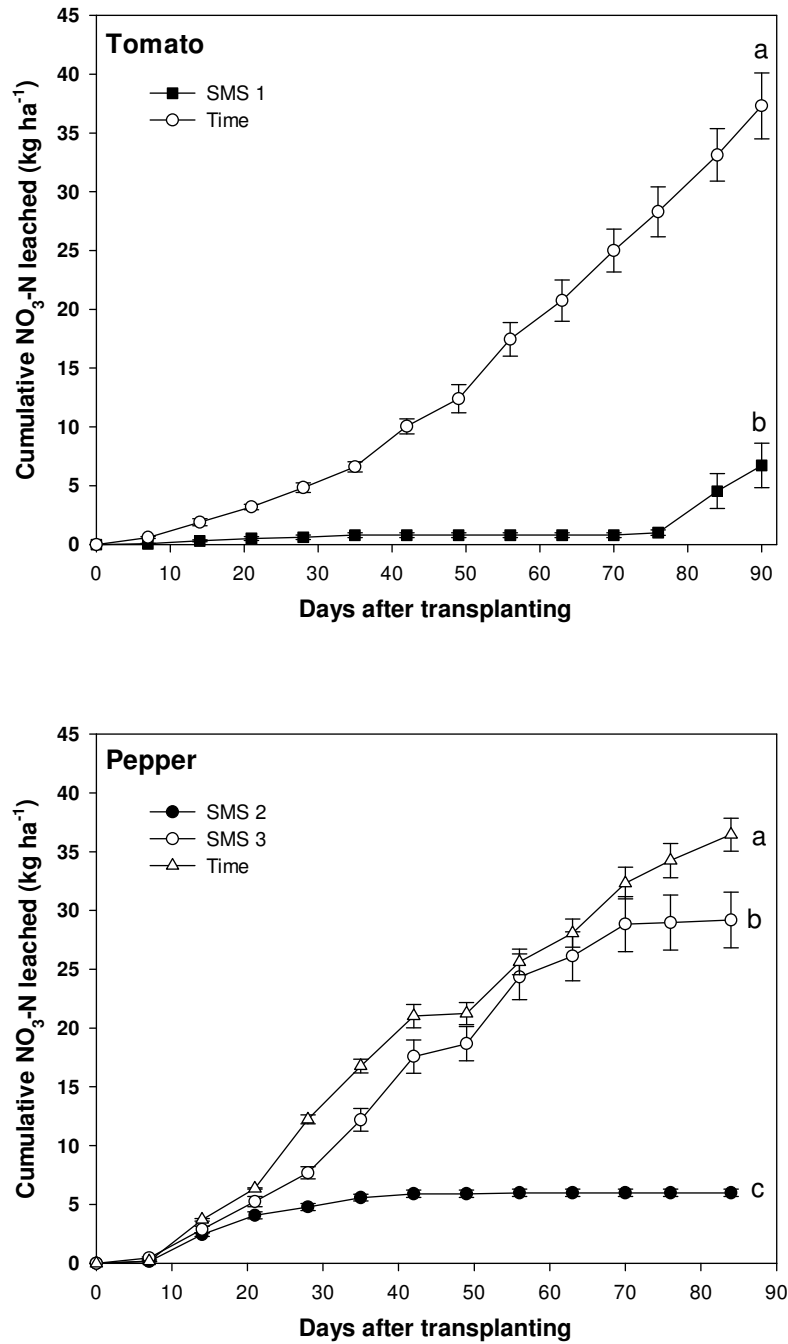 Tomato
SMS 1
Time
a
b
45
40
35
30
25
20
15
10
5
0
Cumulative NO₃-N leached (kg ha⁻¹)
0 10 20 30 40 50 60 70 80 90
Days after transplanting
Pepper
SMS 2
SMS 3
Time
a
b
c
45
40
35
30
25
20
15
10
5
0
Cumulative NO₃-N leached (kg ha⁻¹)
0 10 20 30 40 50 60 70 80 90
Days after transplanting